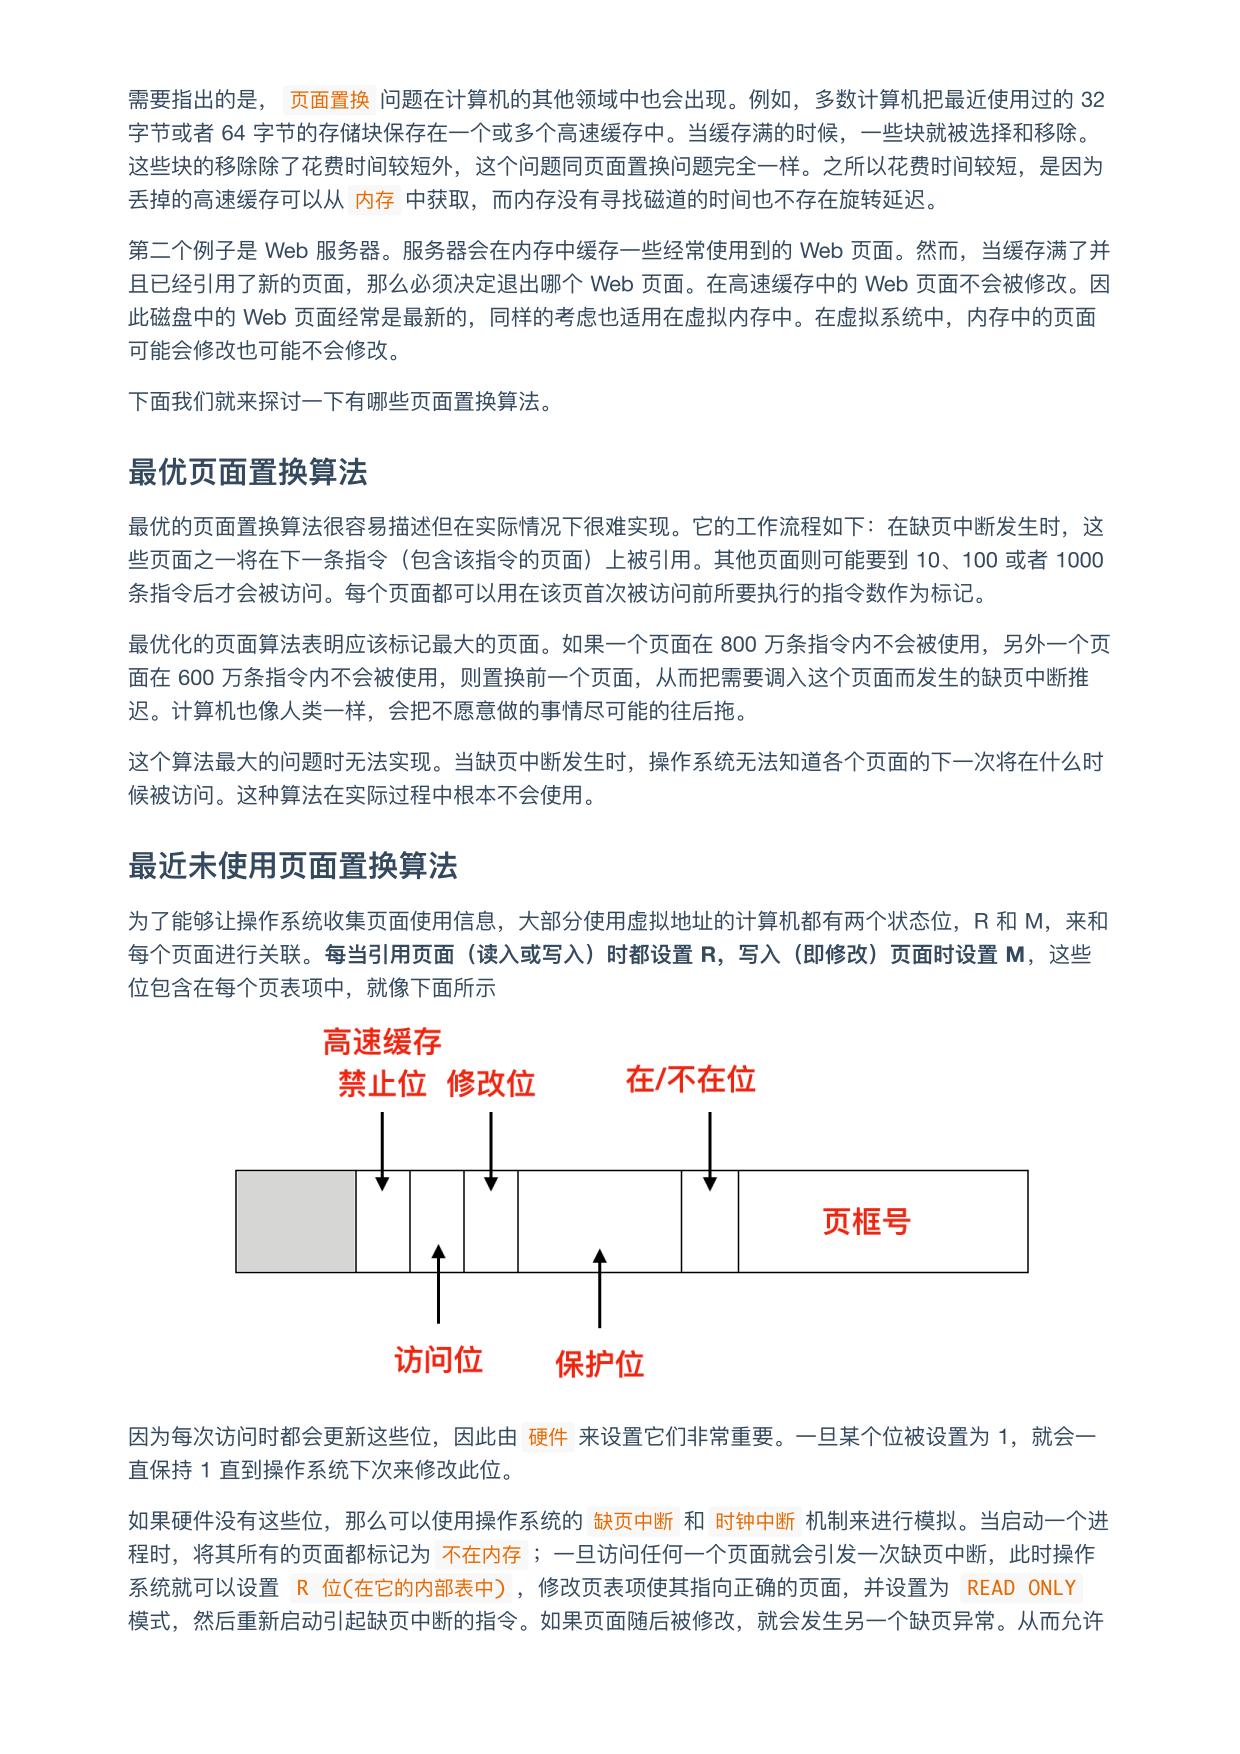 需要指出的是， 页面置换 问题在计算机的其他领域中也会出现。例如，多数计算机把最近使用过的 32
字节或者 64 字节的存储块保存在一个或多个高速缓存中。当缓存满的时候，一些块就被选择和移除。
这些块的移除除了花费时间较短外，这个问题同页面置换问题完全一样。之所以花费时间较短，是因为
丢掉的高速缓存可以从 内存 中获取，而内存没有寻找磁道的时间也不存在旋转延迟。
第二个例子是 Web 服务器。服务器会在内存中缓存一些经常使用到的 Web 页面。然而，当缓存满了并
且已经引用了新的页面，那么必须决定退出哪个 Web 页面。在高速缓存中的 Web 页面不会被修改。因
此磁盘中的 Web 页面经常是最新的，同样的考虑也适用在虚拟内存中。在虚拟系统中，内存中的页面
可能会修改也可能不会修改。
下面我们就来探讨一下有哪些页面置换算法。
最优页面置换算法
最优的页面置换算法很容易描述但在实际情况下很难实现。它的工作流程如下：在缺页中断发生时，这
些页面之一将在下一条指令（包含该指令的页面）上被引用。其他页面则可能要到 10、100 或者 1000
条指令后才会被访问。每个页面都可以用在该页首次被访问前所要执行的指令数作为标记。
最优化的页面算法表明应该标记最大的页面。如果一个页面在 800 万条指令内不会被使用，另外一个页
面在 600 万条指令内不会被使用，则置换前一个页面，从而把需要调入这个页面而发生的缺页中断推
迟。计算机也像人类一样，会把不愿意做的事情尽可能的往后拖。
这个算法最大的问题时无法实现。当缺页中断发生时，操作系统无法知道各个页面的下一次将在什么时
候被访问。这种算法在实际过程中根本不会使用。
最近未使用页面置换算法
为了能够让操作系统收集页面使用信息，大部分使用虚拟地址的计算机都有两个状态位，R 和 M，来和
每个页面进行关联。每当引用页面（读入或写入）时都设置 R，写入（即修改）页面时设置 M，这些
位包含在每个页表项中，就像下面所示
高速缓存
禁止位 修改位 在/不在位
页框号
访问位 保护位
因为每次访问时都会更新这些位，因此由 硬件 来设置它们非常重要。一旦某个位被设置为 1，就会一
直保持 1 直到操作系统下次来修改此位。
如果硬件没有这些位，那么可以使用操作系统的 缺页中断 和 时钟中断 机制来进行模拟。当启动一个进
程时，将其所有的页面都标记为 不在内存 ；一旦访问任何一个页面就会引发一次缺页中断，此时操作
系统就可以设置 R 位(在它的内部表中) ，修改页表项使其指向正确的页面，并设置为 READ ONLY
模式，然后重新启动引起缺页中断的指令。如果页面随后被修改，就会发生另一个缺页异常。从而允许